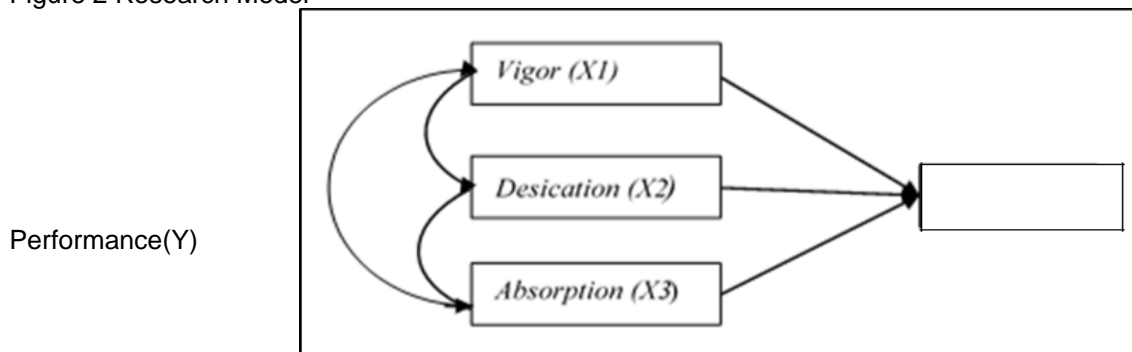 Figure 2 Research Model
Vigor (X1)
Desication (X2)
Performance(Y)
Absorption (X3)